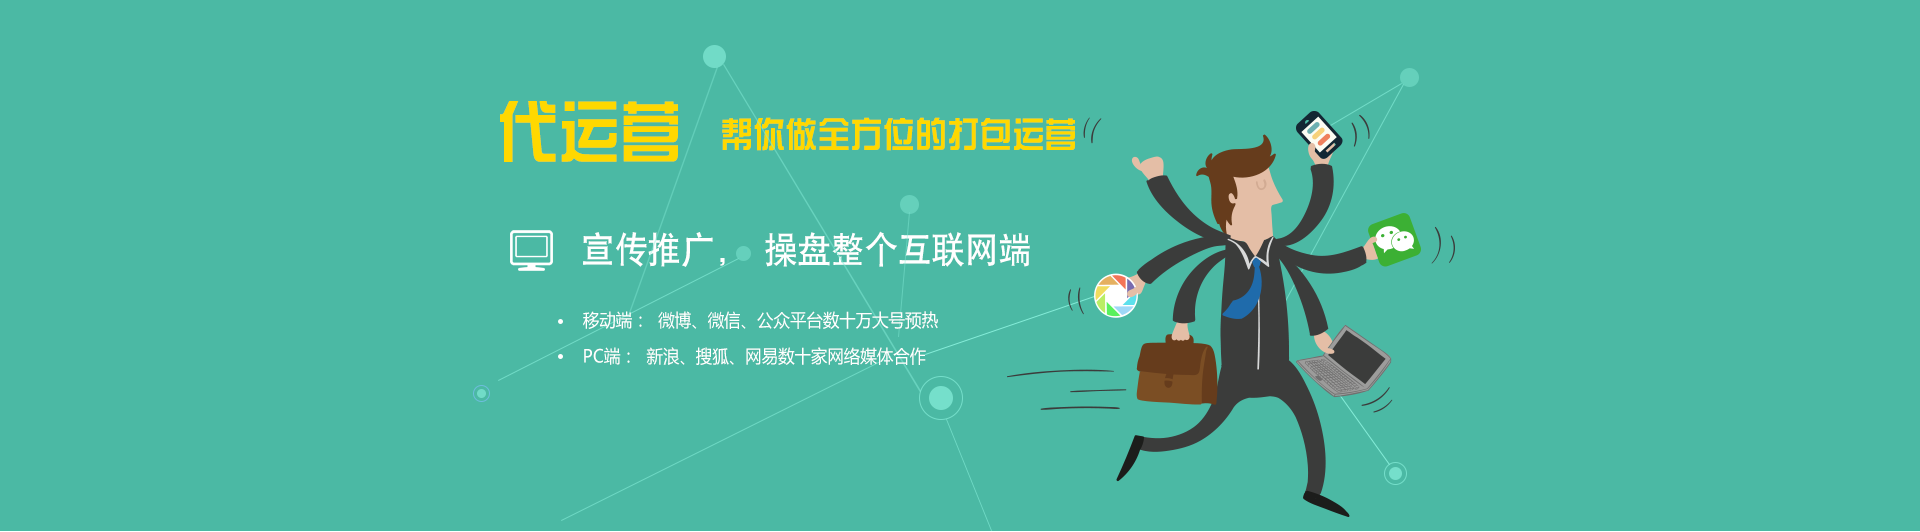 代运营 帮你做全方位的打包运营
宣传推广， 操盘整个互联网端
• 移动端： 微博、微信、公众平台数十万大号预热
• PC端： 新浪、搜狐、网易数十家网络媒体合作